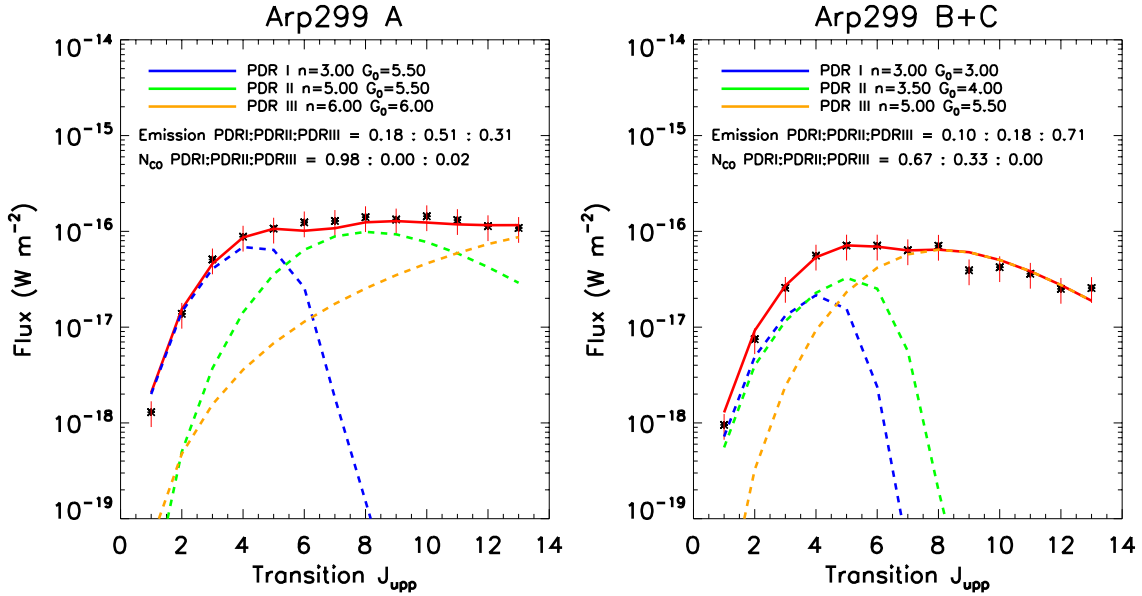 Arp299 A
10⁻¹⁴
PDR I n=3.00 G₀=5.50
PDR II n=5.00 G₀=5.50
PDR III n=6.00 G₀=6.00
Emission PDRI:PDRII:PDRIII = 0.18 : 0.51 : 0.31
N_CO PDRI:PDRII:PDRIII = 0.98 : 0.00 : 0.02
10⁻¹⁵
10⁻¹⁶
10⁻¹⁷
10⁻¹⁸
10⁻¹⁹
Flux (W m⁻²)
0 2 4 6 8 10 12 14
Transition J_upp
Arp299 B+C
10⁻¹⁴
PDR I n=3.00 G₀=3.00
PDR II n=3.50 G₀=4.00
PDR III n=5.00 G₀=5.50
Emission PDRI:PDRII:PDRIII = 0.10 : 0.18 : 0.71
N_CO PDRI:PDRII:PDRIII = 0.67 : 0.33 : 0.00
10⁻¹⁵
10⁻¹⁶
10⁻¹⁷
10⁻¹⁸
10⁻¹⁹
Flux (W m⁻²)
0 2 4 6 8 10 12 14
Transition J_upp